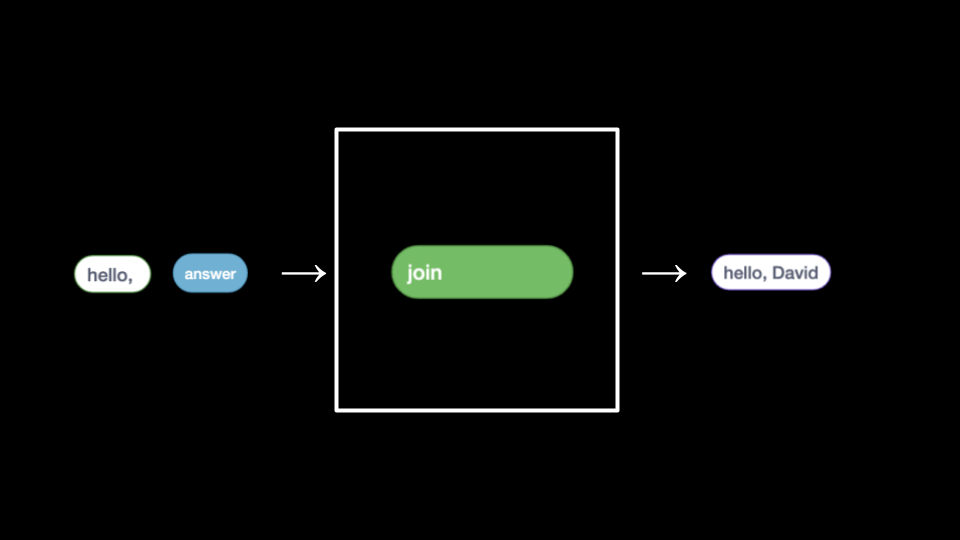 hello,
answer
join
hello, David